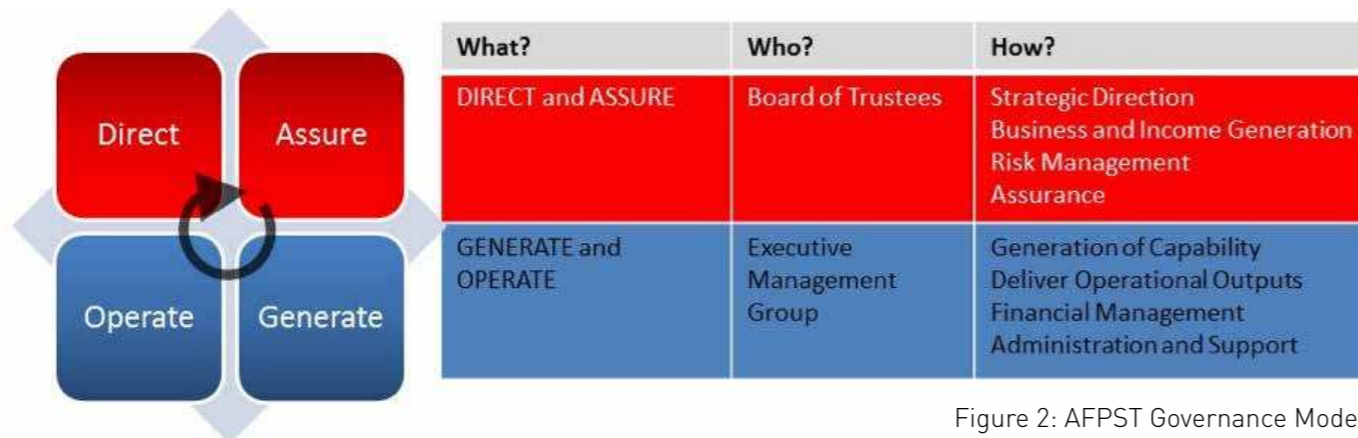 Direct
Assure
Operate
Generate
What?
Who?
How?
DIRECT and ASSURE
Board of Trustees
Strategic Direction
Business and Income Generation
Risk Management
Assurance
GENERATE and
OPERATE
Executive
Management
Group
Generation of Capability
Deliver Operational Outputs
Financial Management
Administration and Support
Figure 2: AFPST Governance Mode